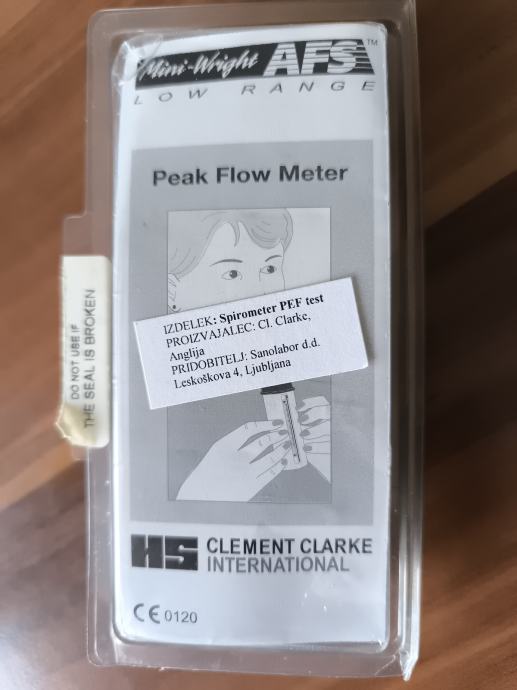 Mini-Wright AFS™
LOW RANGE
Peak Flow Meter
IZDELEK: Spirometer PEF test
PROIZVAJALEC: Cl. Clarke,
Anglija
PRIDOBITELJ: Sanolabor d.d.
Leskoškova 4, Ljubljana
DO NOT USE IF
THE SEAL IS BROKEN
HS CLEMENT CLARKE
INTERNATIONAL
CE 0120